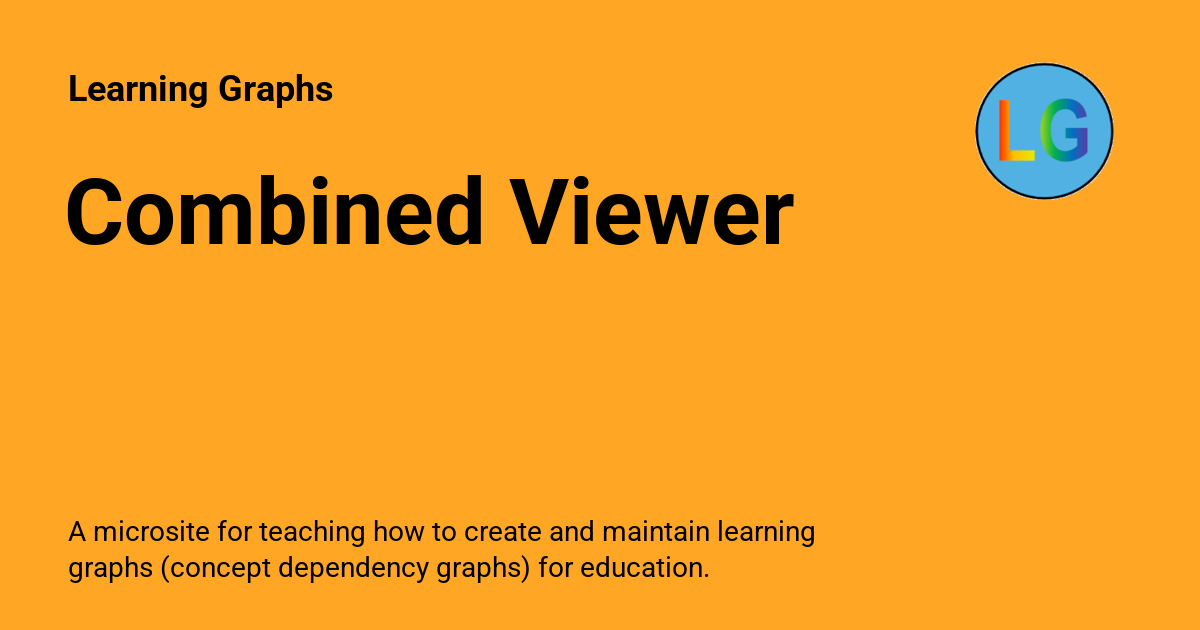 Learning Graphs
LG
Combined Viewer
A microsite for teaching how to create and maintain learning
graphs (concept dependency graphs) for education.